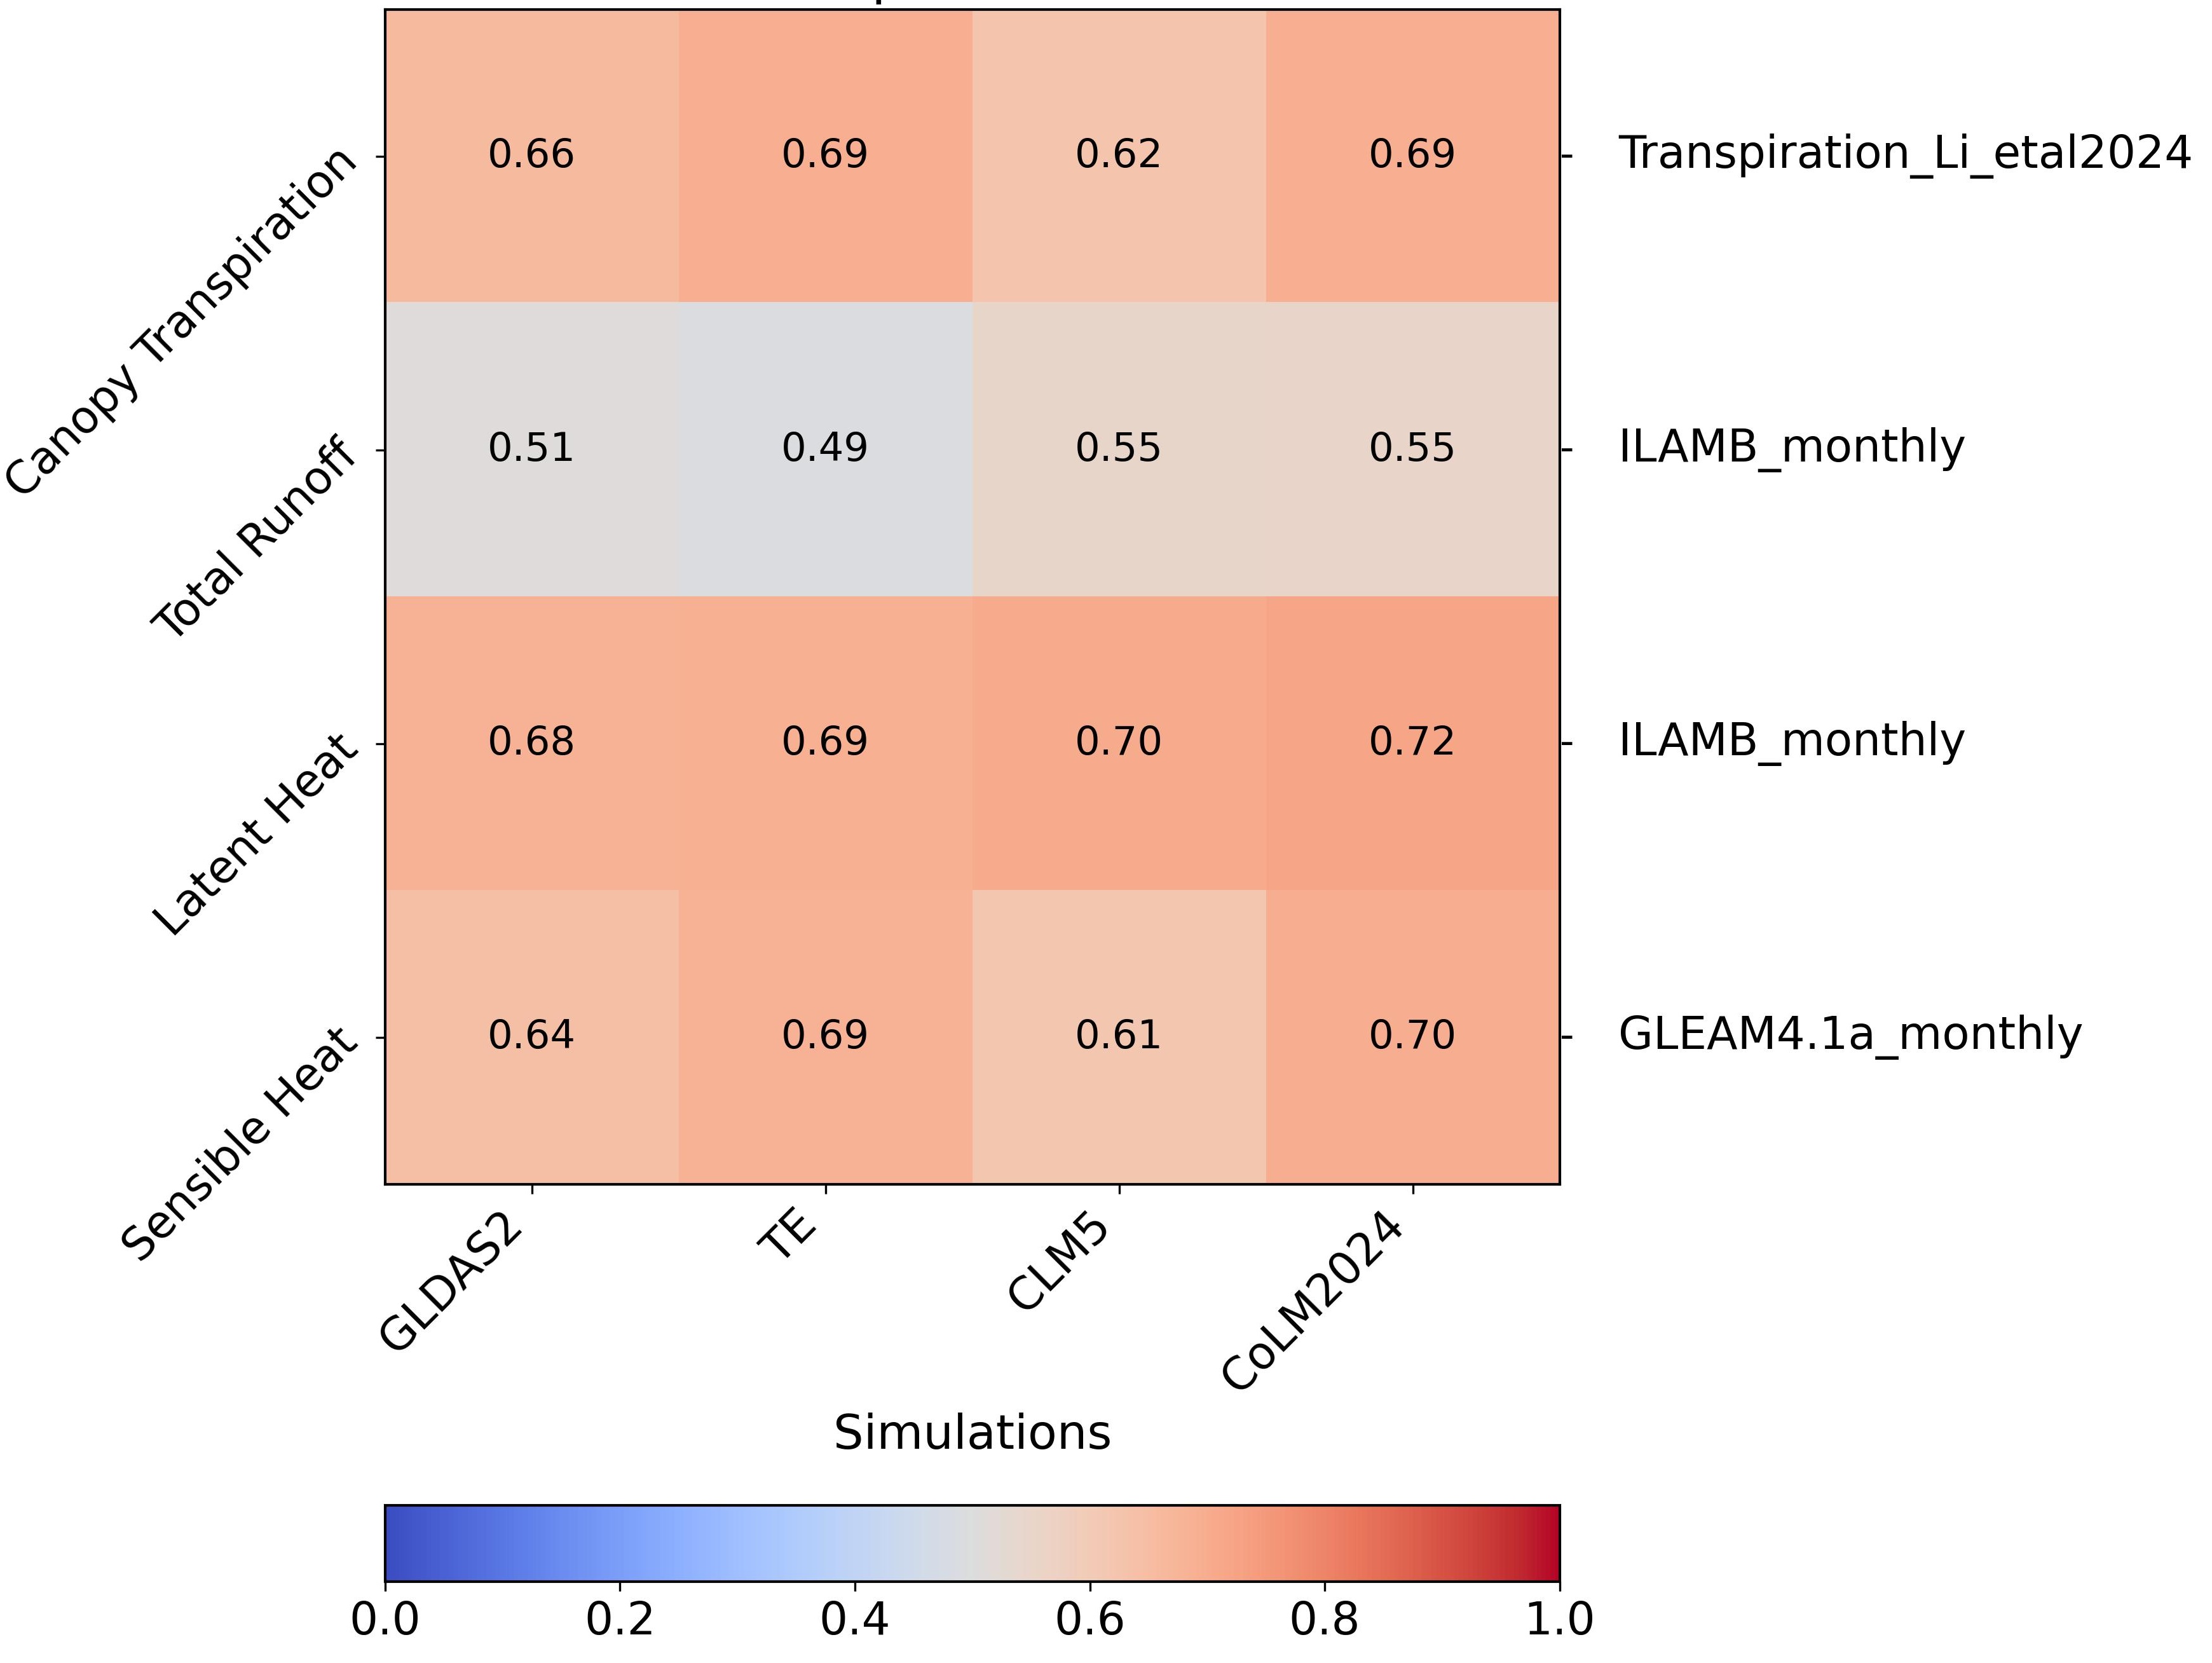 Canopy Transpiration 0.66 0.69 0.62 0.69 Transpiration_Li_etal2024
Total Runoff 0.51 0.49 0.55 0.55 ILAMB_monthly
Latent Heat 0.68 0.69 0.70 0.72 ILAMB_monthly
Sensible Heat 0.64 0.69 0.61 0.70 GLEAM4.1a_monthly
GLDAS2 TE CLM5 CoLM2024
Simulations
0.0 0.2 0.4 0.6 0.8 1.0